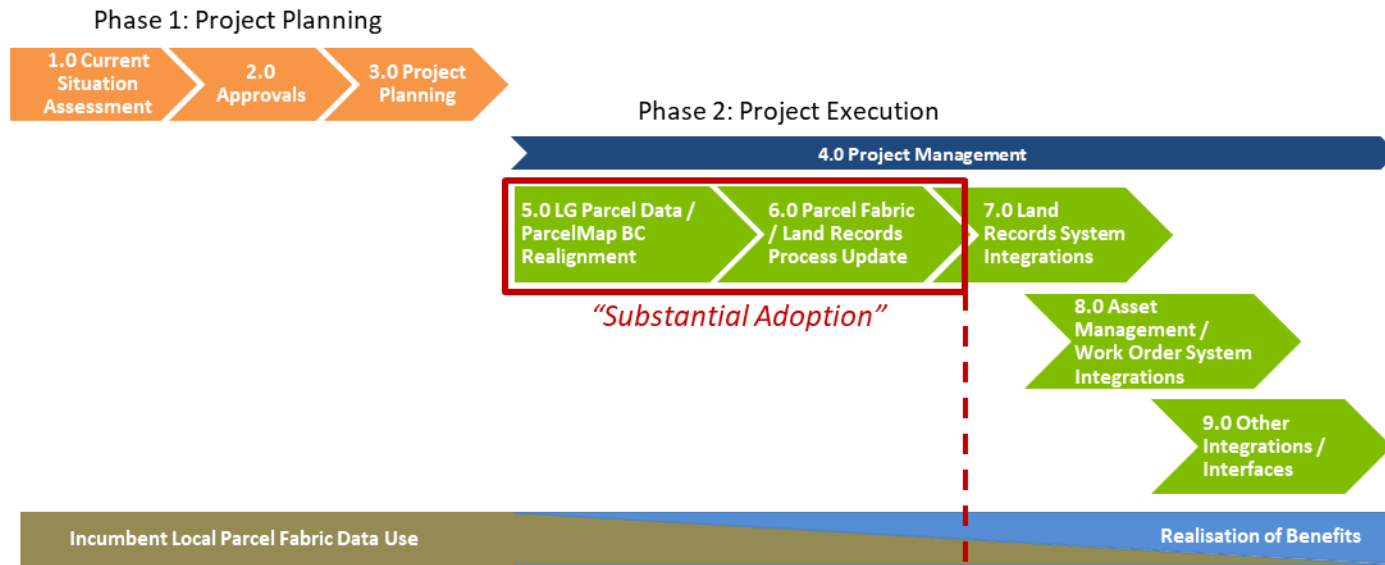 Phase 1: Project Planning
1.0 Current
Situation
Assessment
2.0
Approvals
3.0 Project
Planning
Phase 2: Project Execution
4.0 Project Management
5.0 LG Parcel Data /
ParcelMap BC
Realignment
6.0 Parcel Fabric
/ Land Records
Process Update
7.0 Land
Records System
Integrations
“Substantial Adoption”
8.0 Asset
Management /
Work Order System
Integrations
9.0 Other
Integrations /
Interfaces
Incumbent Local Parcel Fabric Data Use
Realisation of Benefits